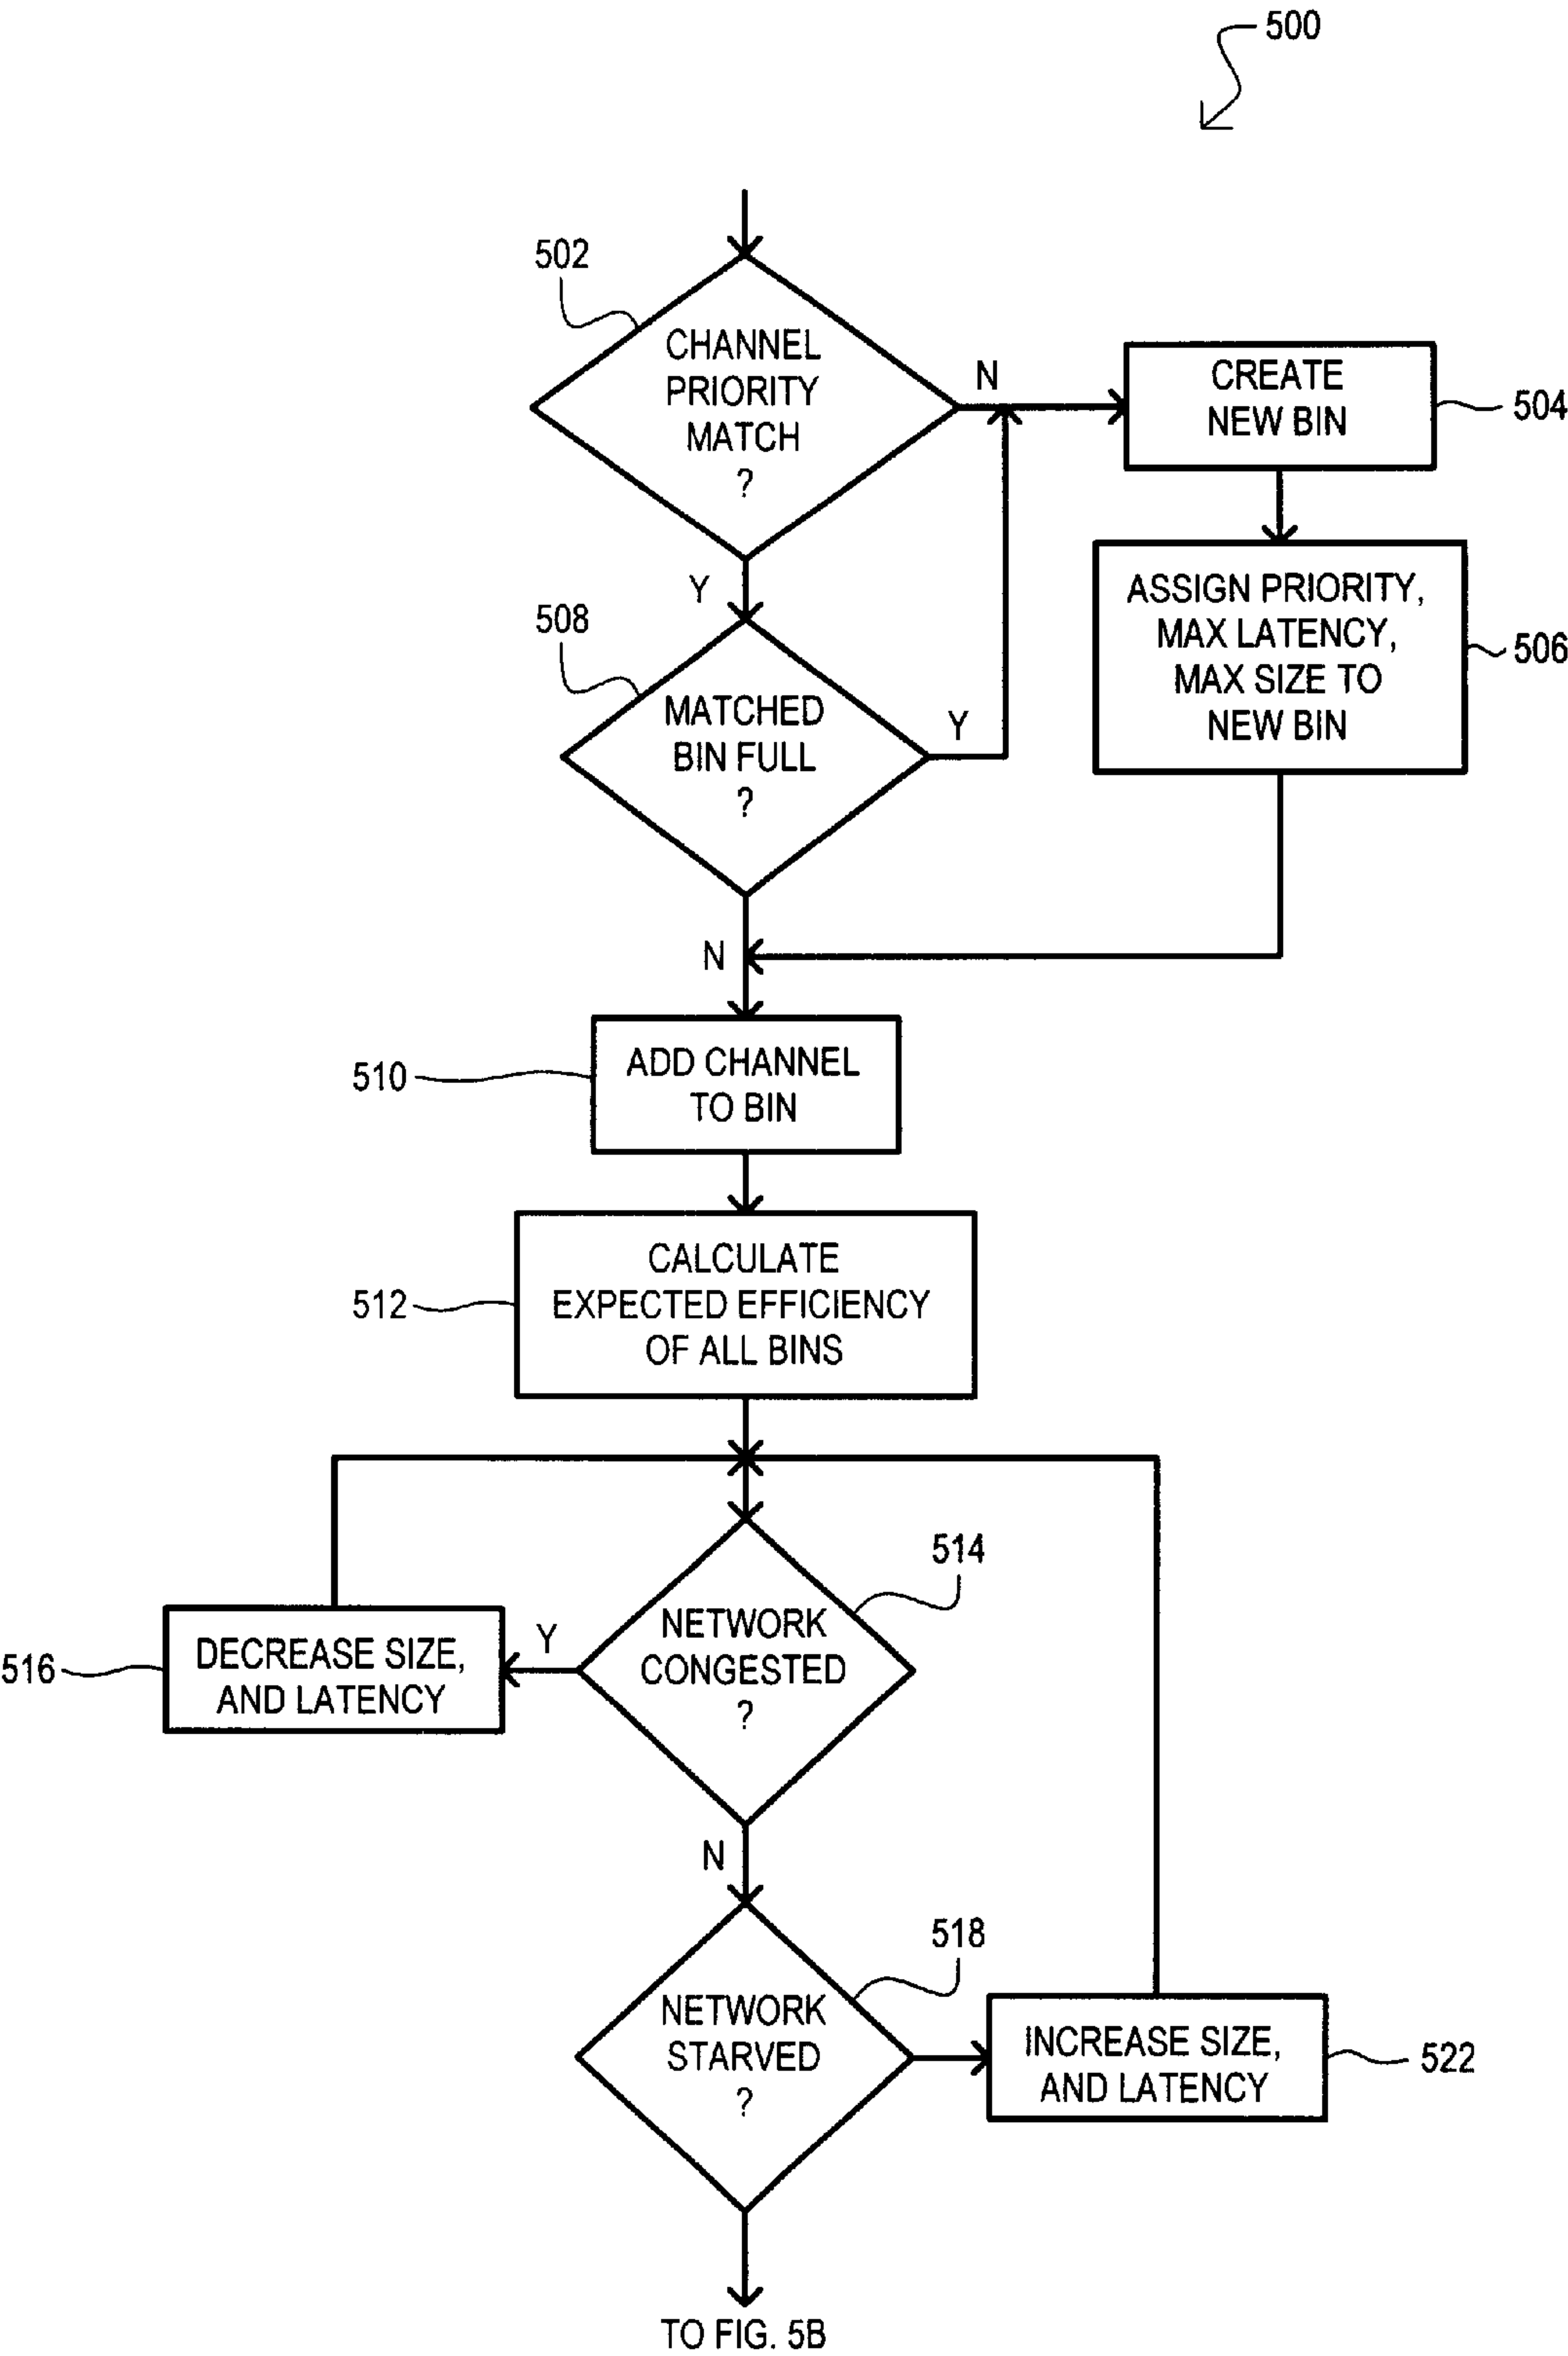 500
502
CHANNEL
PRIORITY
MATCH
?
N
CREATE
NEW BIN
504
Y
508
ASSIGN PRIORITY,
MAX LATENCY,
MAX SIZE TO
NEW BIN
506
MATCHED
BIN FULL
?
Y
N
510
ADD CHANNEL
TO BIN
512
CALCULATE
EXPECTED EFFICIENCY
OF ALL BINS
514
NETWORK
CONGESTED
?
Y
516
DECREASE SIZE,
AND LATENCY
N
518
NETWORK
STARVED
?
INCREASE SIZE,
AND LATENCY
522
TO FIG. 5B